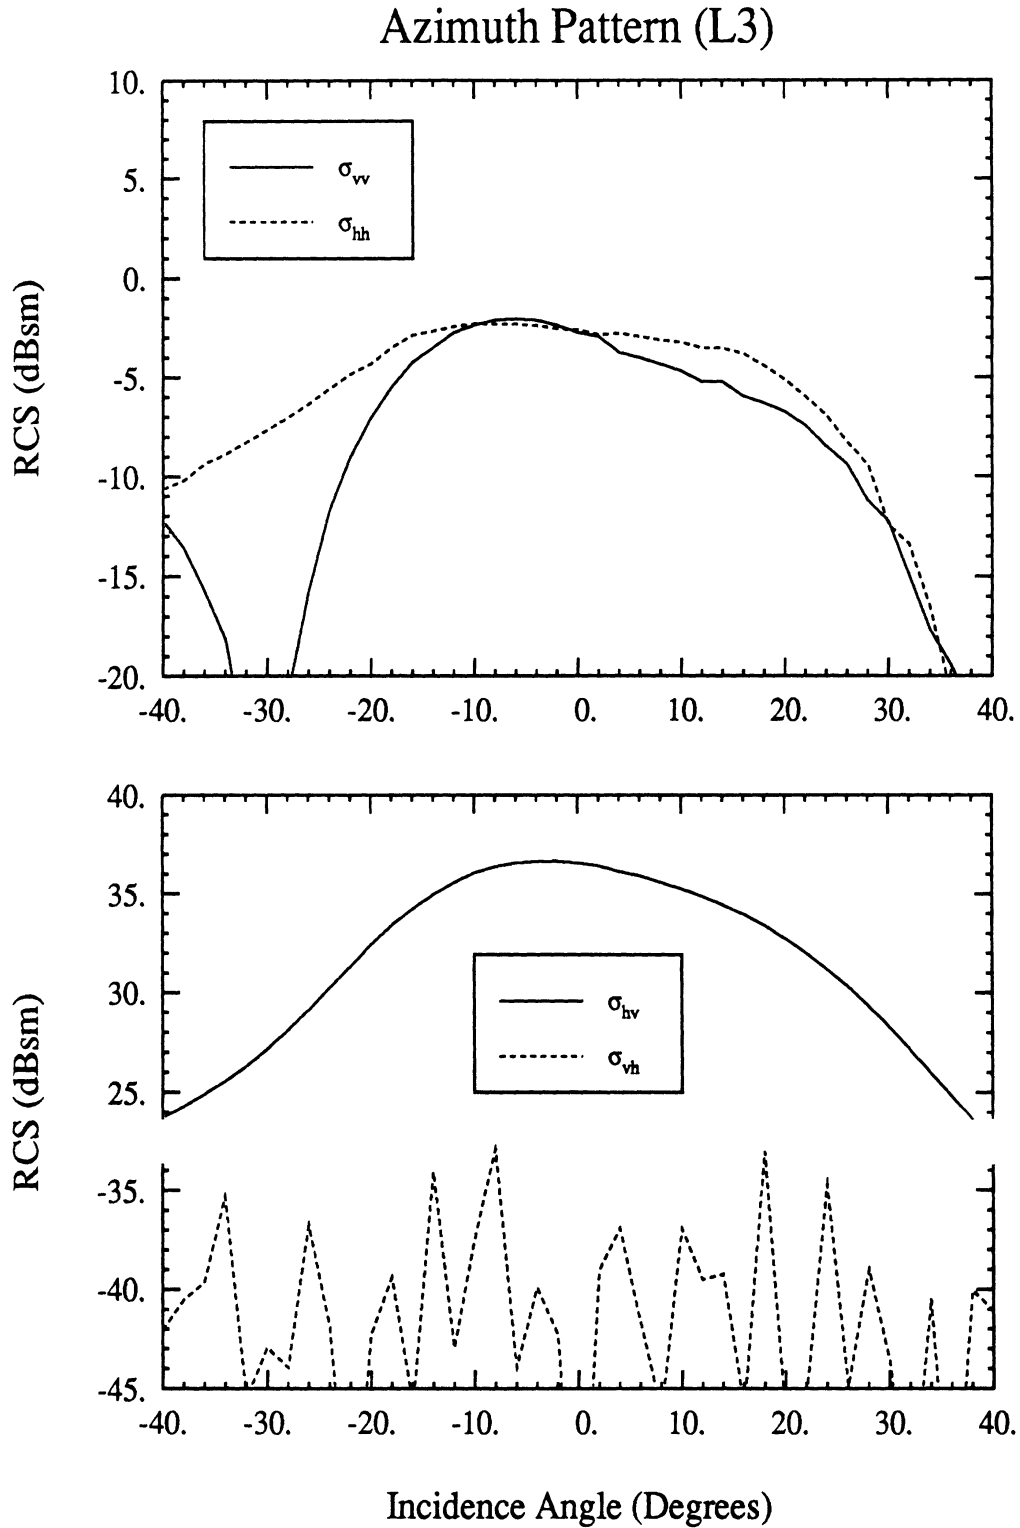 Azimuth Pattern (L3)
10.
5.
0.
-5.
-10.
-15.
-20.
RCS (dBsm)
σvv
σhh
-40. -30. -20. -10. 0. 10. 20. 30. 40.
40.
35.
30.
25.
-35.
-40.
-45.
RCS (dBsm)
σhv
σvh
-40. -30. -20. -10. 0. 10. 20. 30. 40.
Incidence Angle (Degrees)